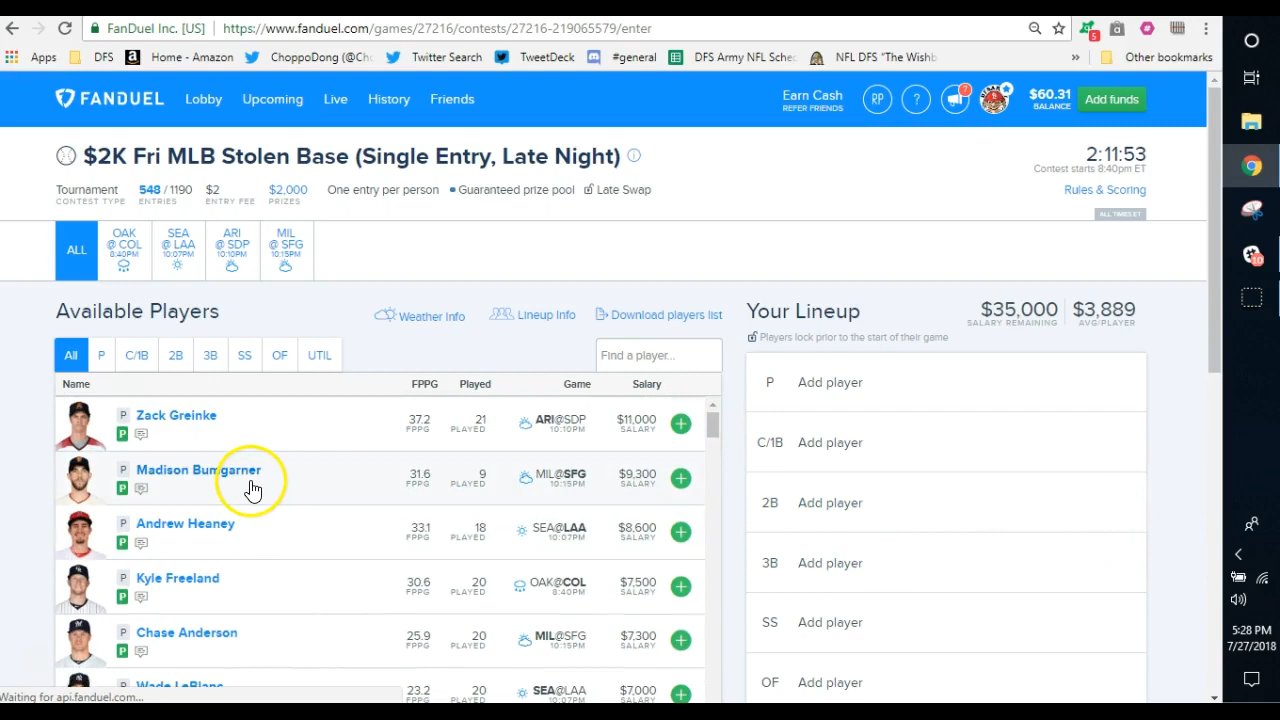 FanDuel Inc. [US] https://www.fanduel.com/games/27216/contests/27216-219065579/enter
Apps DFS Home - Amazon ChoppoDong (@Ch Twitter Search TweetDeck #general DFS Army NFL Sche NFL DFS "The Wishb » Other bookmarks
FANDUEL Lobby Upcoming Live History Friends
Earn Cash
REFER FRIENDS
RP ? 7
$60.31
BALANCE
Add funds
$2K Fri MLB Stolen Base (Single Entry, Late Night)
2:11:53
Contest starts 8:40pm ET
Tournament
CONTEST TYPE
548 / 1190
ENTRIES
$2
ENTRY FEE
$2,000
PRIZES
One entry per person Guaranteed prize pool Late Swap
Rules & Scoring
ALL TIMES ET
ALL
OAK
@ COL
8:40PM
SEA
@ LAA
10:07PM
ARI
@ SDP
10:10PM
MIL
@ SFG
10:15PM
Available Players
Weather Info Lineup Info Download players list
All P C/1B 2B 3B SS OF UTIL Find a player...
Name FPPG Played Game Salary
P Zack Greinke
P
37.2
FPPG
21
PLAYED
ARI@SDP
10:10PM
$11,000
SALARY
P Madison Bumgarner
P
31.6
FPPG
9
PLAYED
MIL@SFG
10:15PM
$9,300
SALARY
P Andrew Heaney
P
33.1
FPPG
18
PLAYED
SEA@LAA
10:07PM
$8,600
SALARY
P Kyle Freeland
P
30.6
FPPG
20
PLAYED
OAK@COL
8:40PM
$7,500
SALARY
P Chase Anderson
P
25.9
FPPG
20
PLAYED
MIL@SFG
10:15PM
$7,300
SALARY
Wade LeBlanc
23.2
FPPG
20
PLAYED
SEA@LAA
10:07PM
$7,000
SALARY
Waiting for api.fanduel.com...
Your Lineup
Players lock prior to the start of their game
$35,000
SALARY REMAINING
$3,889
AVG/PLAYER
P Add player
C/1B Add player
2B Add player
3B Add player
SS Add player
OF Add player
5
a
10
5:28 PM
7/27/2018